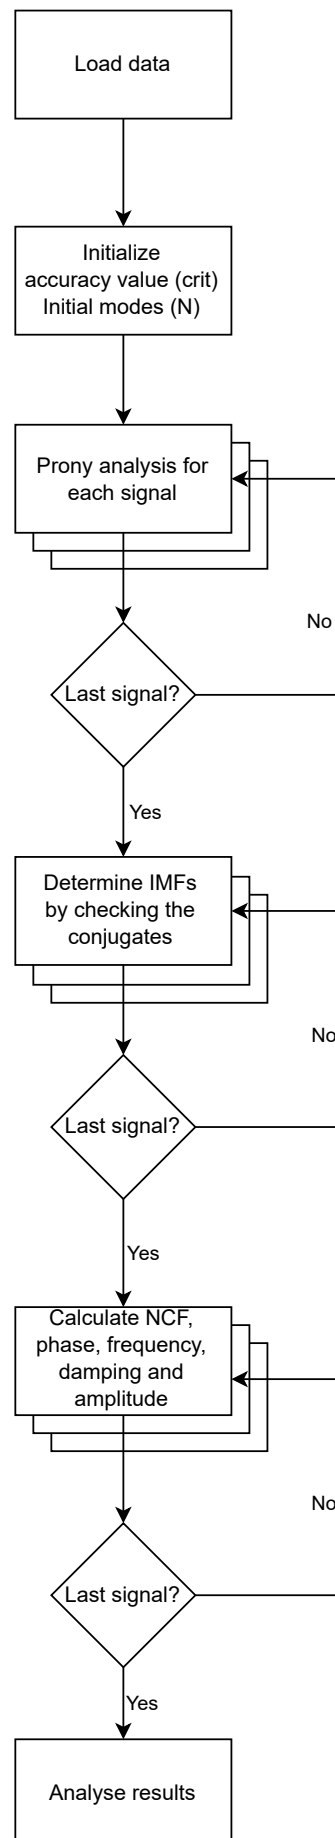 Load data
Initialize
accuracy value (crit)
Initial modes (N)
Prony analysis for
each signal
No
Last signal?
Yes
Determine IMFs
by checking the
conjugates
No
Last signal?
Yes
Calculate NCF,
phase, frequency,
damping and
amplitude
No
Last signal?
Yes
Analyse results